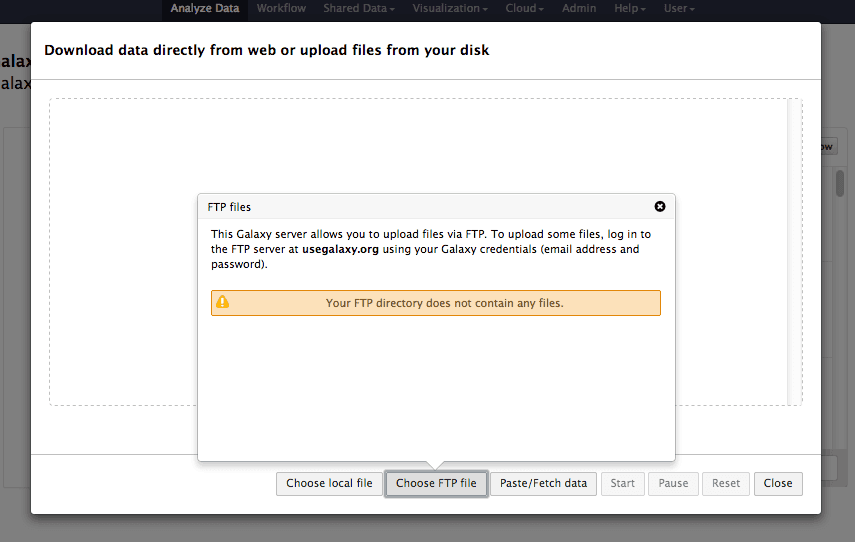 Analyze Data Workflow Shared Data Visualization Cloud Admin Help User
Download data directly from web or upload files from your disk
FTP files
This Galaxy server allows you to upload files via FTP. To upload some files, log in to
the FTP server at usegalaxy.org using your Galaxy credentials (email address and
password).
Your FTP directory does not contain any files.
Choose local file Choose FTP file Paste/Fetch data Start Pause Reset Close